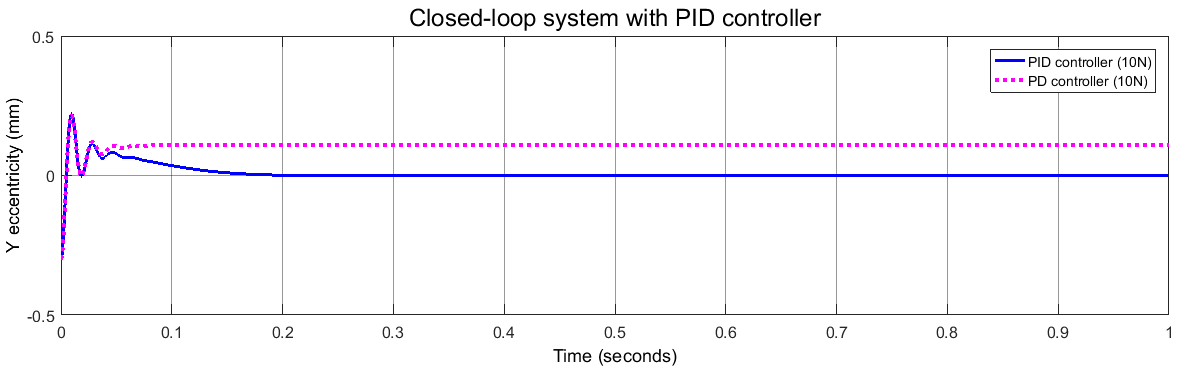 Closed-loop system with PID controller
PID controller (10N)
PD controller (10N)
Y eccentricity (mm)
0.5
0
-0.5
0 0.1 0.2 0.3 0.4 0.5 0.6 0.7 0.8 0.9 1
Time (seconds)